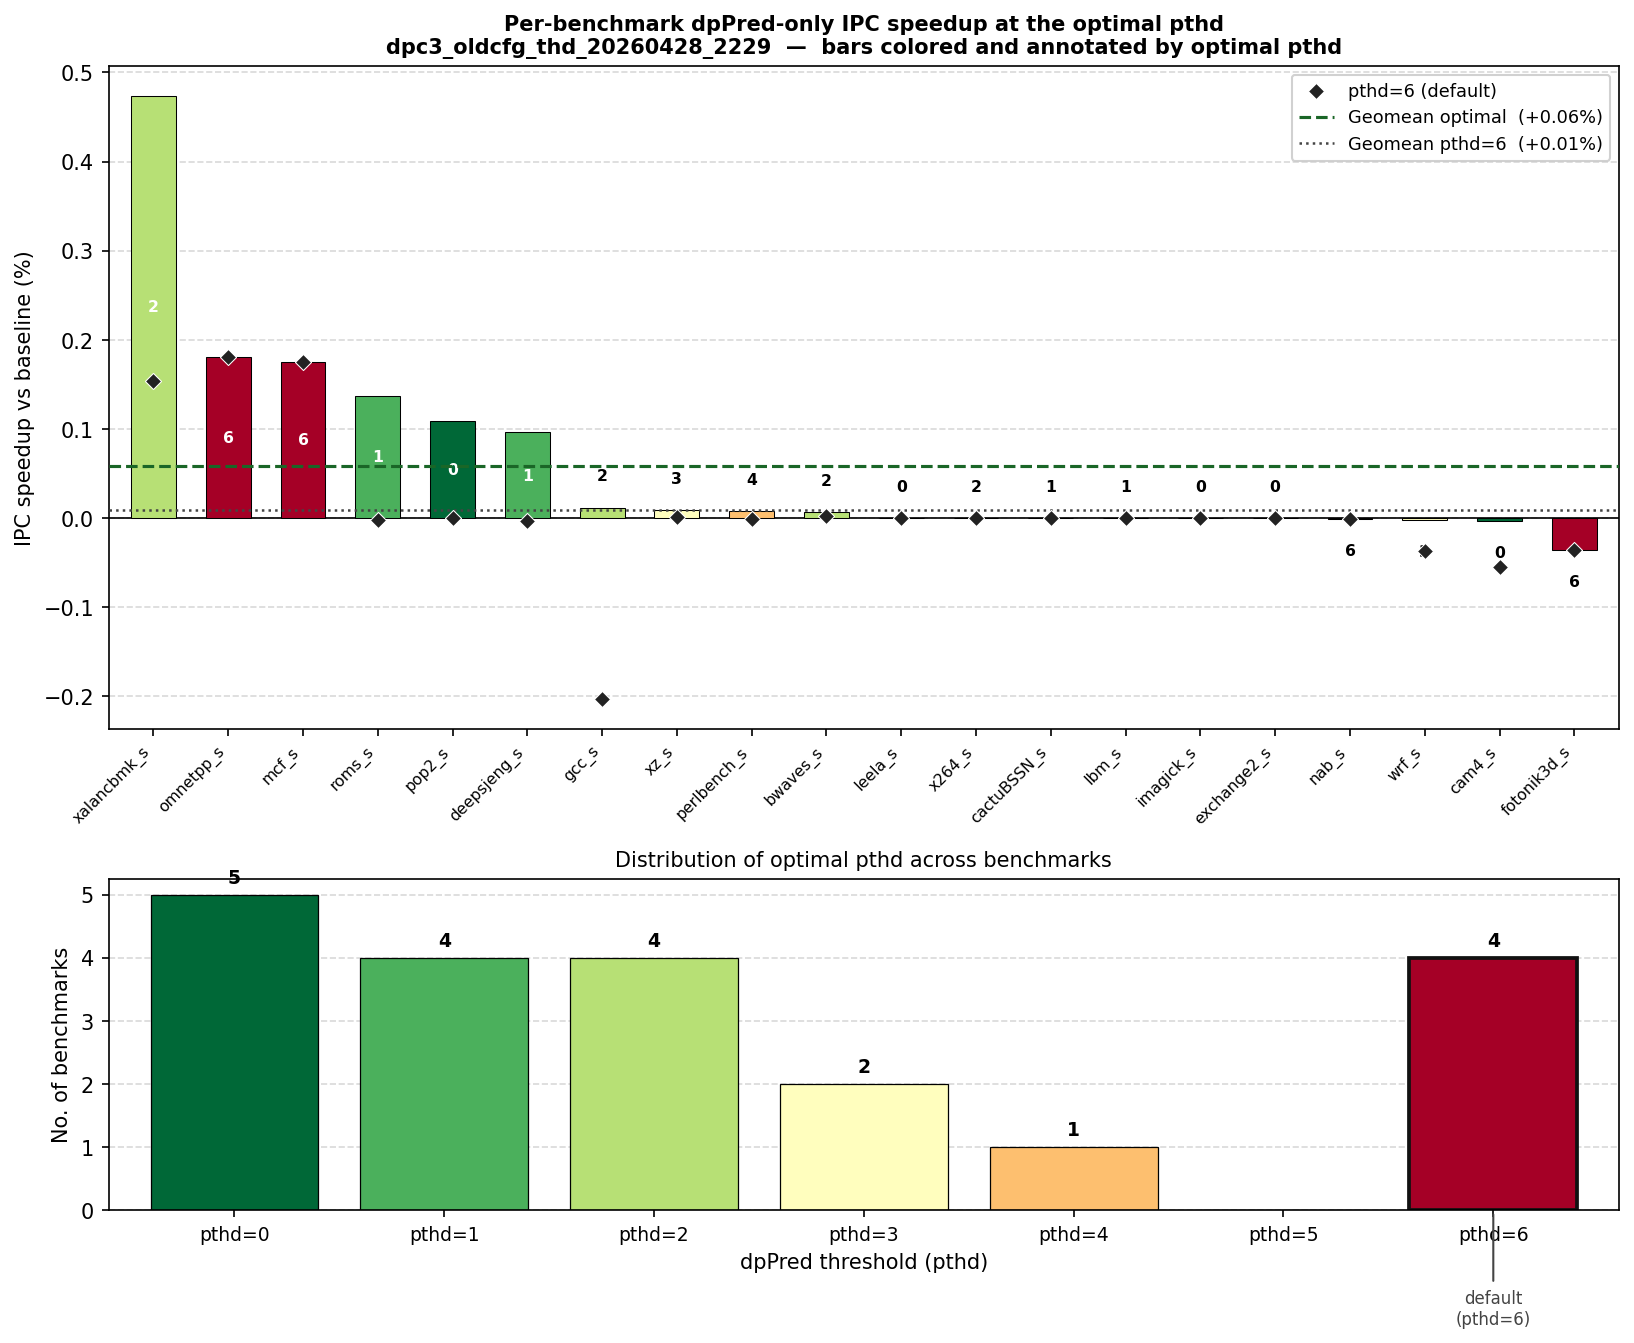 Per-benchmark dpPred-only IPC speedup at the optimal pthd
dpc3_oldcfg_thd_20260428_2229  —  bars colored and annotated by optimal pthd
IPC speedup vs baseline (%)
0.5
0.4
0.3
0.2
0.1
0.0
−0.1
−0.2
pthd=6 (default)
Geomean optimal  (+0.06%)
Geomean pthd=6  (+0.01%)
2
6
6
1
0
1
2
3
4
2
0
2
1
1
0
0
6
0
6
xalancbmk_s
omnetpp_s
mcf_s
roms_s
pop2_s
deepsjeng_s
gcc_s
xz_s
perlbench_s
bwaves_s
leela_s
x264_s
cactuBSSN_s
lbm_s
imagick_s
exchange2_s
nab_s
wrf_s
cam4_s
fotonik3d_s
Distribution of optimal pthd across benchmarks
No. of benchmarks
5
4
3
2
1
0
5
4
4
2
1
4
pthd=0
pthd=1
pthd=2
pthd=3
pthd=4
pthd=5
pthd=6
dpPred threshold (pthd)
default
(pthd=6)